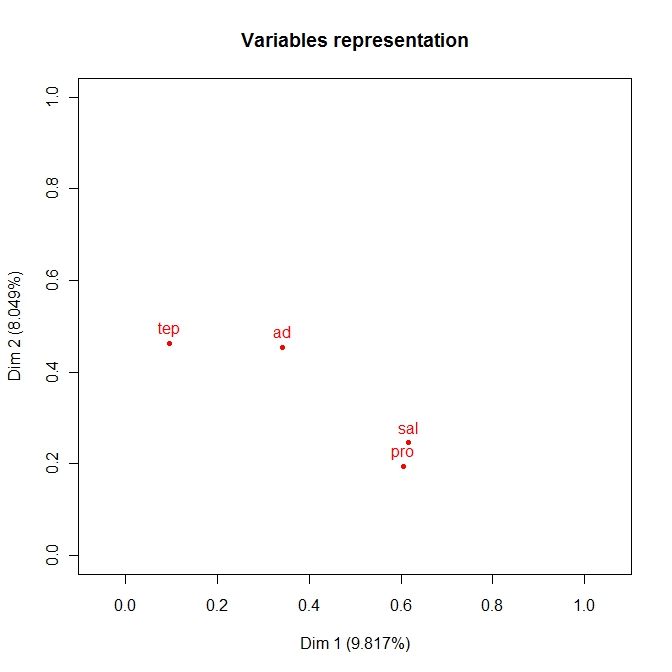 Variables representation
1.0
0.8
0.6
0.4
0.2
0.0
Dim 2 (8.049%)
tep
ad
sal
pro
0.0 0.2 0.4 0.6 0.8 1.0
Dim 1 (9.817%)